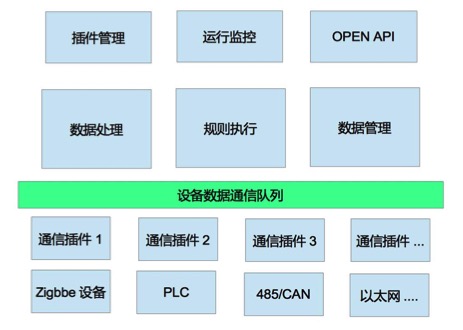 插件管理
运行监控
OPEN API
数据处理
规则执行
数据管理
设备数据通信队列
通信插件 1
通信插件 2
通信插件 3
通信插件 ...
Zigbbe 设备
PLC
485/CAN
以太网 ....